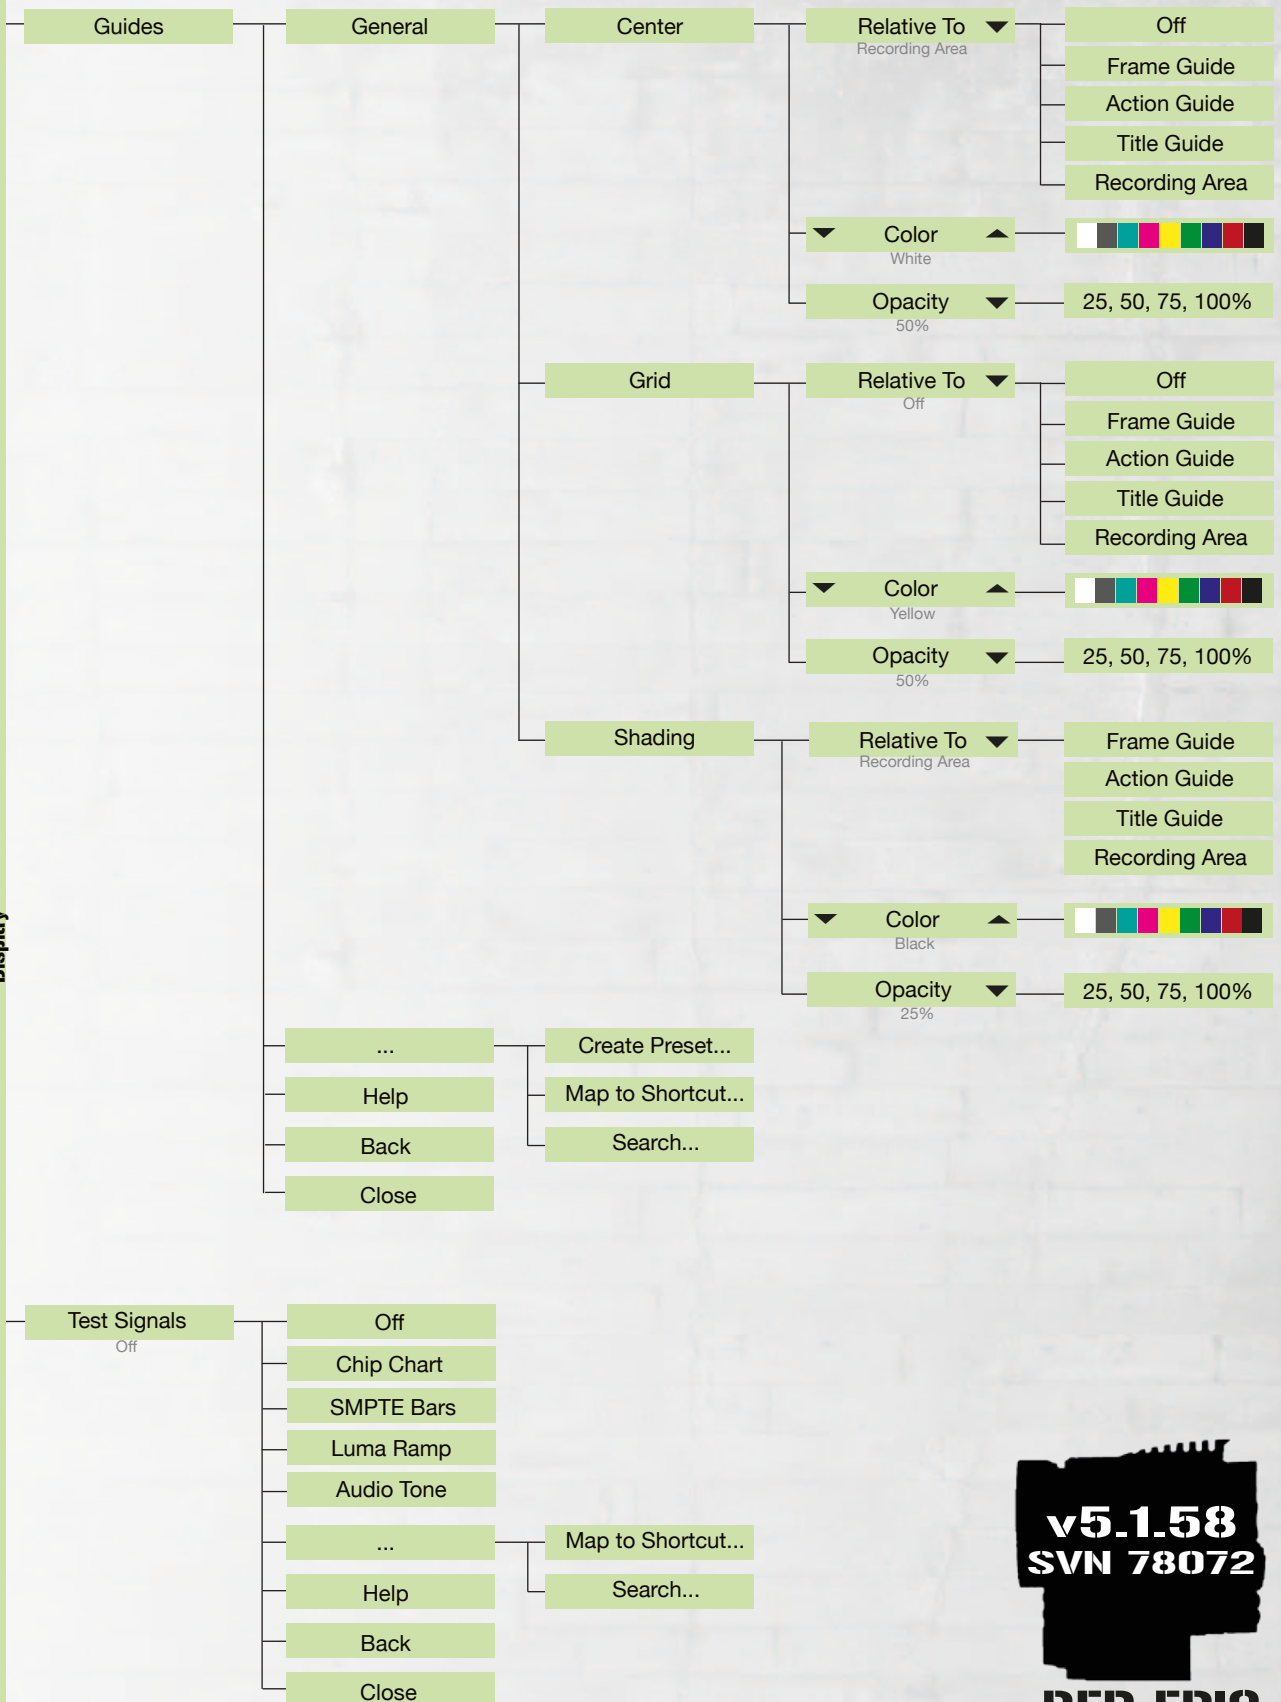 Guides
General
Center
Relative To
Recording Area
Off
Frame Guide
Action Guide
Title Guide
Recording Area
Color
White
Opacity
50%
25, 50, 75, 100%
Grid
Relative To
Off
Off
Frame Guide
Action Guide
Title Guide
Recording Area
Color
Yellow
Opacity
50%
25, 50, 75, 100%
Shading
Relative To
Recording Area
Frame Guide
Action Guide
Title Guide
Recording Area
Color
Black
Opacity
25%
25, 50, 75, 100%
Display
...
Create Preset...
Help
Map to Shortcut...
Back
Search...
Close
Test Signals
Off
Off
Chip Chart
SMPTE Bars
Luma Ramp
Audio Tone
...
Map to Shortcut...
Help
Search...
Back
Close
v5.1.58
SVN 78072
RED EPIC